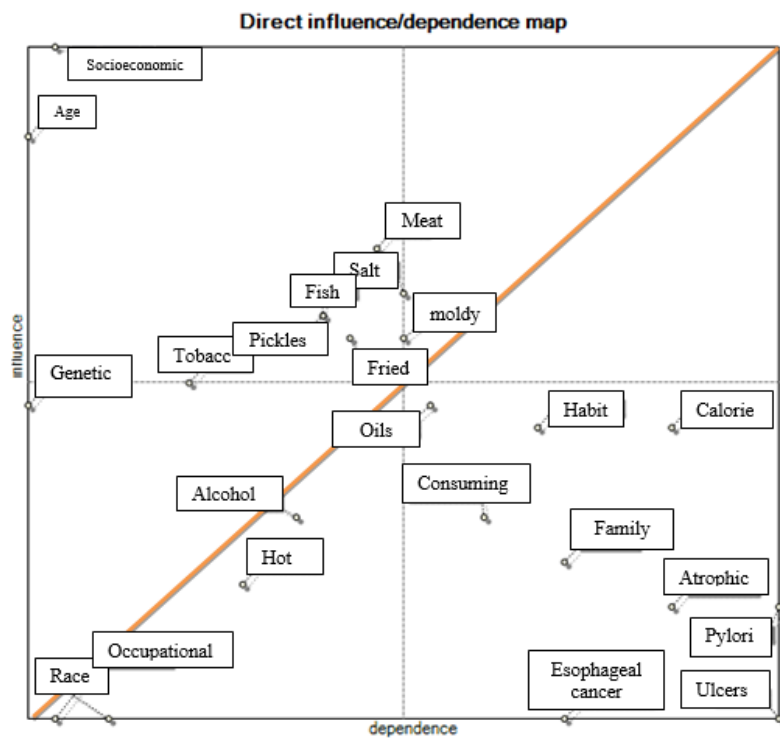 Direct influence/dependence map
Socioeconomic
Age
Meat
Salt
Fish
moldy
Pickles
Tobacc
Fried
Genetic
influence
Habit
Calorie
Oils
Consuming
Alcohol
Family
Hot
Atrophic
Pylori
Occupational
Race
Esophageal
cancer
Ulcers
dependence